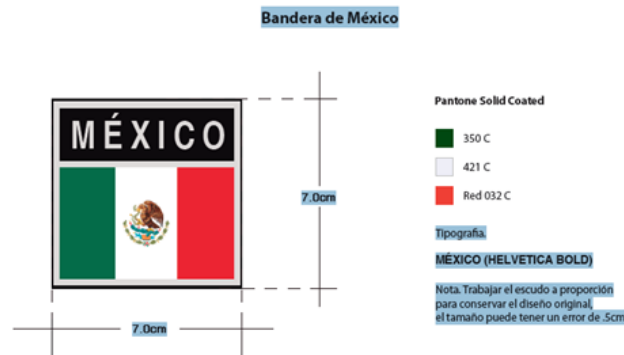 Bandera de México
MÉXICO
7.0cm
7.0cm
Pantone Solid Coated
350 C
421 C
Red 032 C
Tipografia.
MÉXICO (HELVETICA BOLD)
Nota. Trabajar el escudo a proporción
para conservar el diseño original,
el tamaño puede tener un error de .5cm